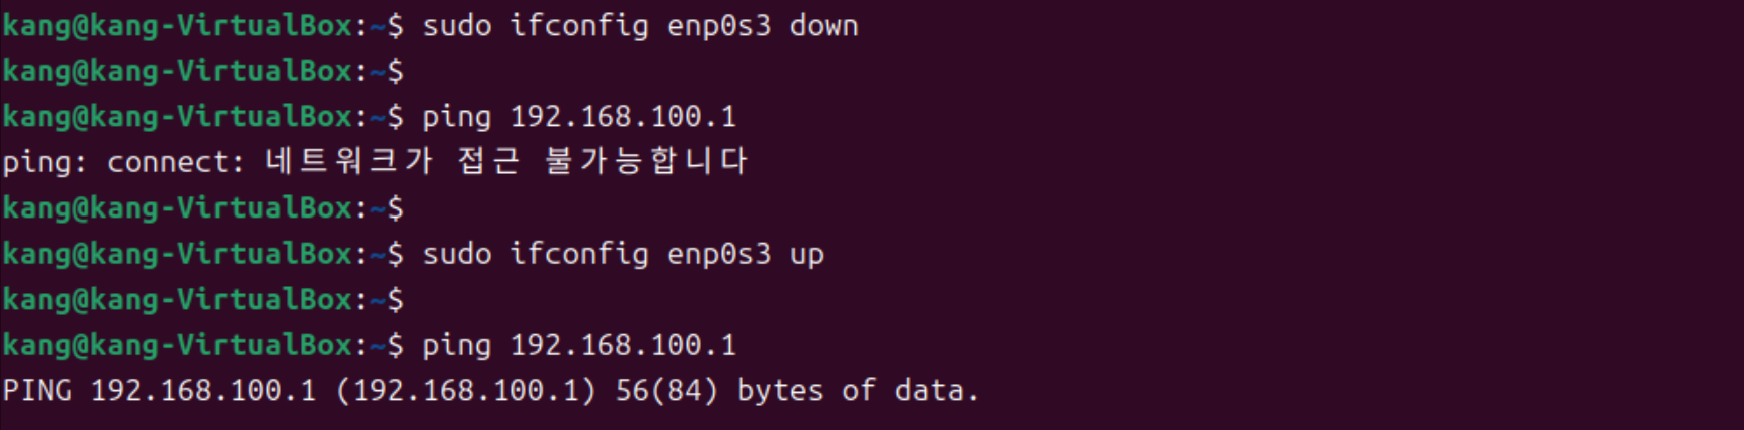 kang@kang-VirtualBox:~$ sudo ifconfig enp0s3 down
kang@kang-VirtualBox:~$
kang@kang-VirtualBox:~$ ping 192.168.100.1
ping: connect: 네트워크가 접근 불가능합니다
kang@kang-VirtualBox:~$
kang@kang-VirtualBox:~$ sudo ifconfig enp0s3 up
kang@kang-VirtualBox:~$
kang@kang-VirtualBox:~$ ping 192.168.100.1
PING 192.168.100.1 (192.168.100.1) 56(84) bytes of data.